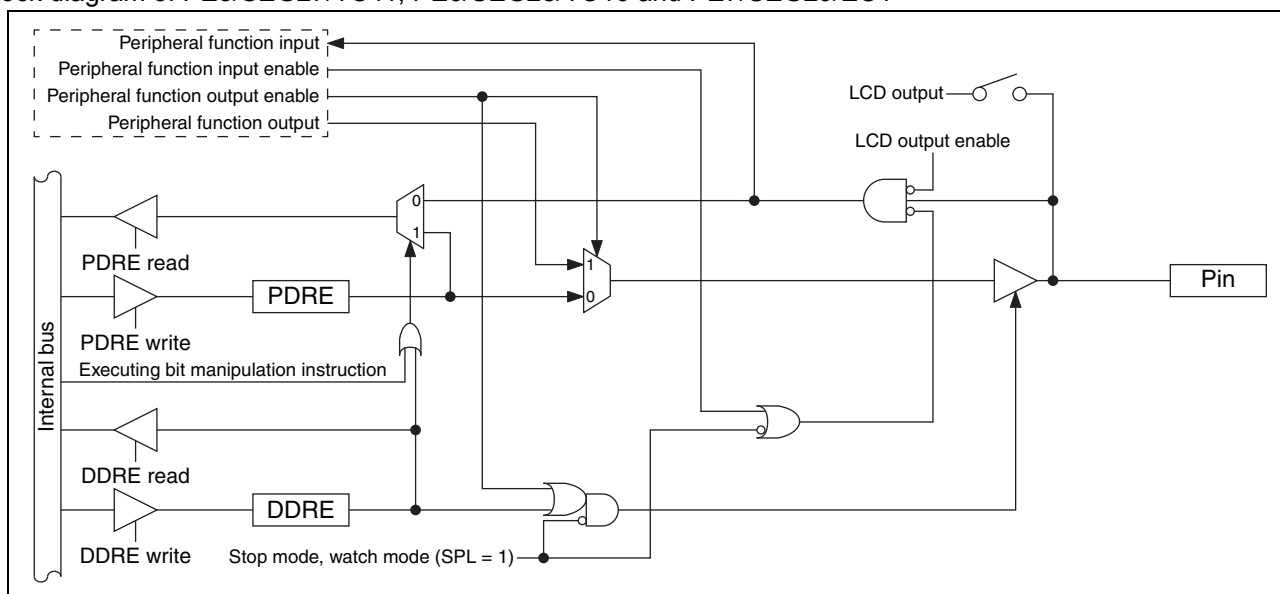 Peripheral function input
Peripheral function input enable
Peripheral function output enable
Peripheral function output
LCD output
LCD output enable
0
1
PDRE read
PDRE
1
0
Pin
PDRE write
Internal bus
Executing bit manipulation instruction
DDRE read
DDRE
DDRE write
Stop mode, watch mode (SPL = 1)